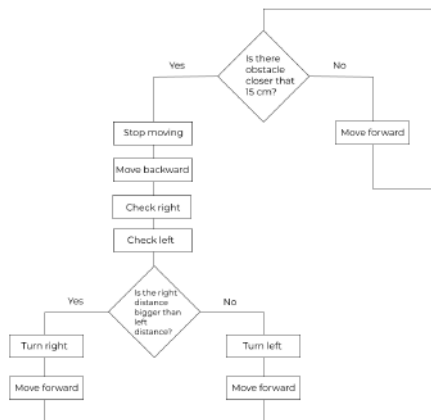 Is there
obstacle
closer that
15 cm?
Yes
No
Stop moving
Move forward
Move backward
Check right
Check left
Is the right
distance
bigger than
left
distance?
Yes
No
Turn right
Turn left
Move forward
Move forward